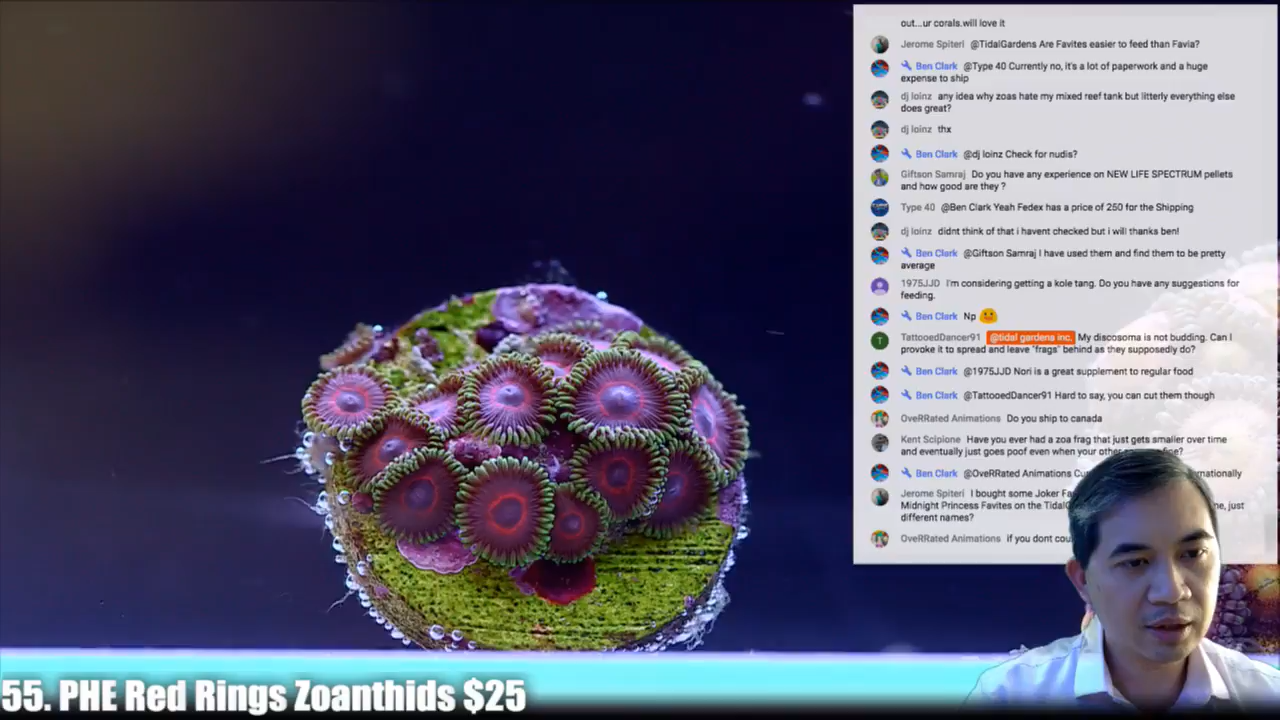 out...ur corals.will love it
Jerome Spiteri @TidalGardens Are Favites easier to feed than Favia?
Ben Clark @Type 40 Currently no, it's a lot of paperwork and a huge
expense to ship
dj loinz any idea why zoas hate my mixed reef tank but litterly everything else
does great?
dj loinz thx
Ben Clark @dj loinz Check for nudis?
Giftson Samraj Do you have any experience on NEW LIFE SPECTRUM pellets
and how good are they ?
Type 40 @Ben Clark Yeah Fedex has a price of 250 for the Shipping
dj loinz didnt think of that i havent checked but i will thanks ben!
Ben Clark @Giftson Samraj I have used them and find them to be pretty
average
1975JJD I'm considering getting a kole tang. Do you have any suggestions for
feeding.
Ben Clark Np
T
TattooedDancer91 @tidal gardens inc. My discosoma is not budding. Can I
provoke it to spread and leave "frags" behind as they supposedly do?
Ben Clark @1975JJD Nori is a great supplement to regular food
Ben Clark @TattooedDancer91 Hard to say, you can cut them though
OveRRated Animations Do you ship to canada
Kent Scipione Have you ever had a zoa frag that just gets smaller over time
and eventually just goes poof even when your other fine?
Ben Clark @OveRRated Animations
Jerome Spiteri I bought some Joker
Midnight Princess Favites on the just
different names?
OveRRated Animations if you dont
55. PHE Red Rings Zoanthids $25